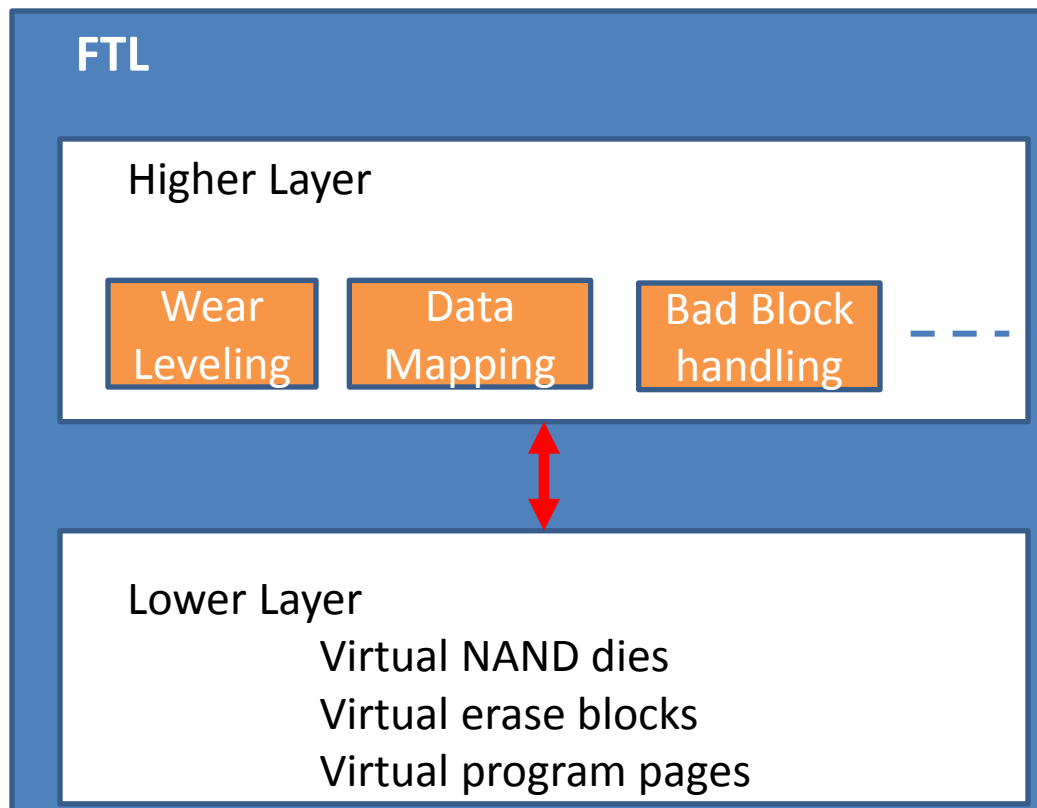 FTL
Higher Layer
Wear
Leveling
Data
Mapping
Bad Block
handling
Lower Layer
Virtual NAND dies
Virtual erase blocks
Virtual program pages